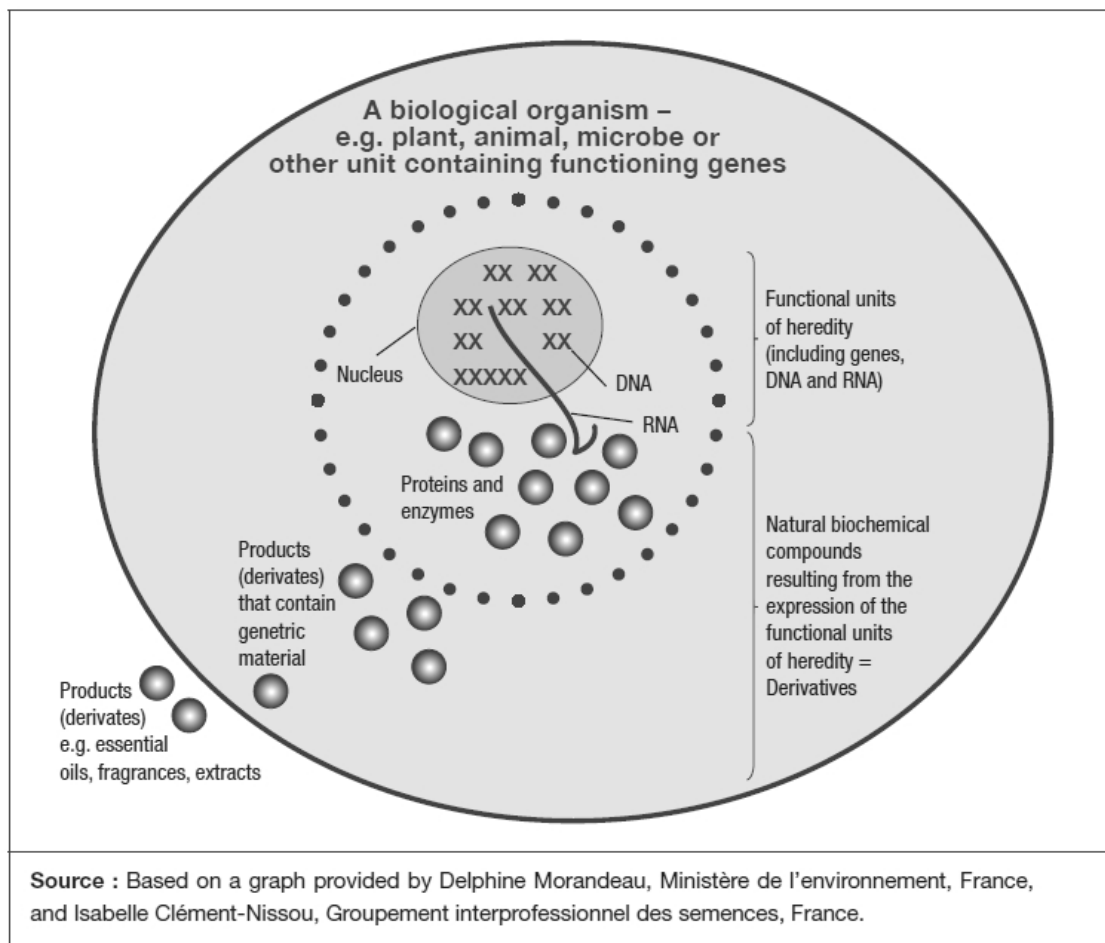 A biological organism –
e.g. plant, animal, microbe or
other unit containing functioning genes
XX XX
XX XX XX
XX XX
XXXXX
Nucleus
DNA
RNA
Functional units
of heredity
(including genes,
DNA and RNA)
Proteins and
enzymes
Natural biochemical
compounds
resulting from the
expression of the
functional units
of heredity =
Derivatives
Products
(derivates)
that contain
genetric
material
Products
(derivates)
e.g. essential
oils, fragrances, extracts
Source : Based on a graph provided by Delphine Morandeau, Ministère de l'environnement, France,
and Isabelle Clément-Nissou, Groupement interprofessionnel des semences, France.